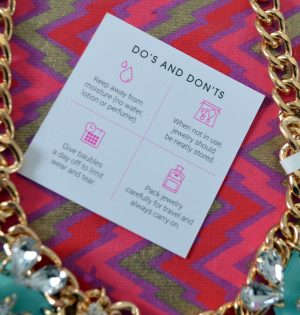 DO'S AND DON'TS
Keep away from
moisture (no water,
lotion or perfume).
When not in use,
jewelry should
be neatly stored.
Give baubles
a day off to limit
wear and tear.
Pack jewelry
carefully for travel and
always carry on.